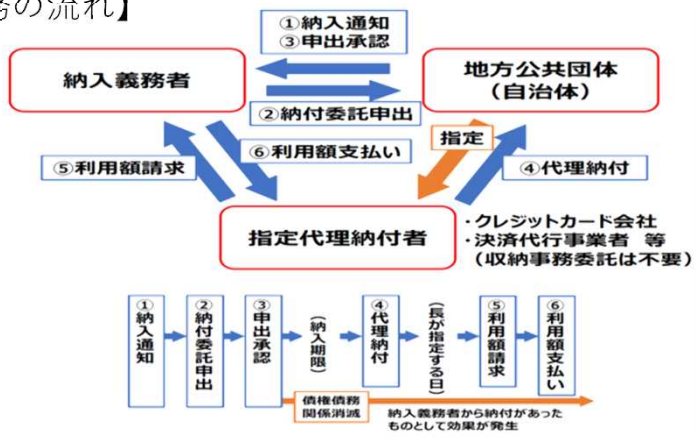 務の流れ】
①納入通知
③申出承認
納入義務者
地方公共団体
（自治体）
②納付委託申出
指定
⑥利用額支払い
⑤利用額請求
④代理納付
指定代理納付者
・クレジットカード会社
・決済代行事業者 等
（収納事務委託は不要）
①納入通知
②納付委託申出
③申出承認
（納入期限）
④代理納付
（長が指定する日）
⑤利用額請求
⑥利用額支払い
債権債務
関係消滅
納入義務者から納付があった
ものとして効果が発生